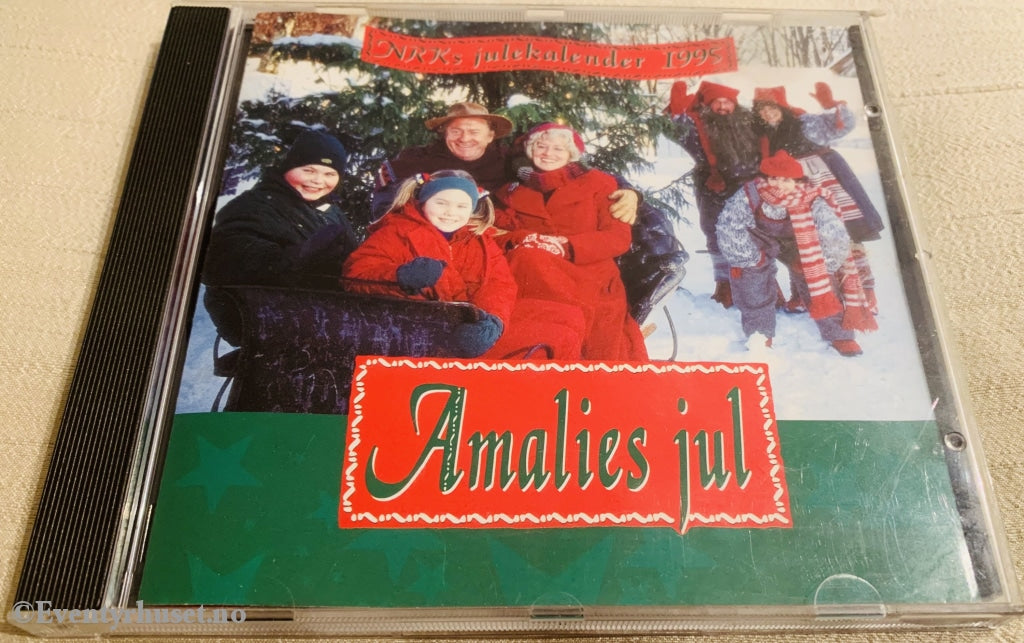 NRKs julekalender 1995
Amalies jul
©Eventyrhuset.no